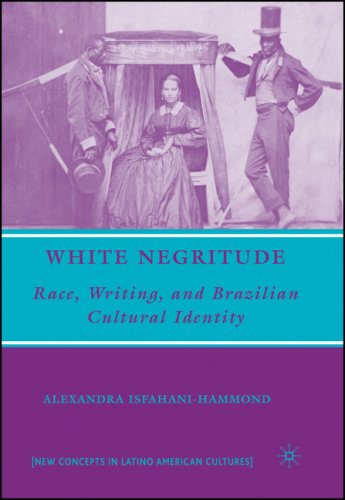 WHITE NEGRITUDE
Race, Writing, and Brazilian
Cultural Identity
ALEXANDRA ISFAHANI-HAMMOND
[NEW CONCEPTS IN LATINO AMERICAN CULTURES]